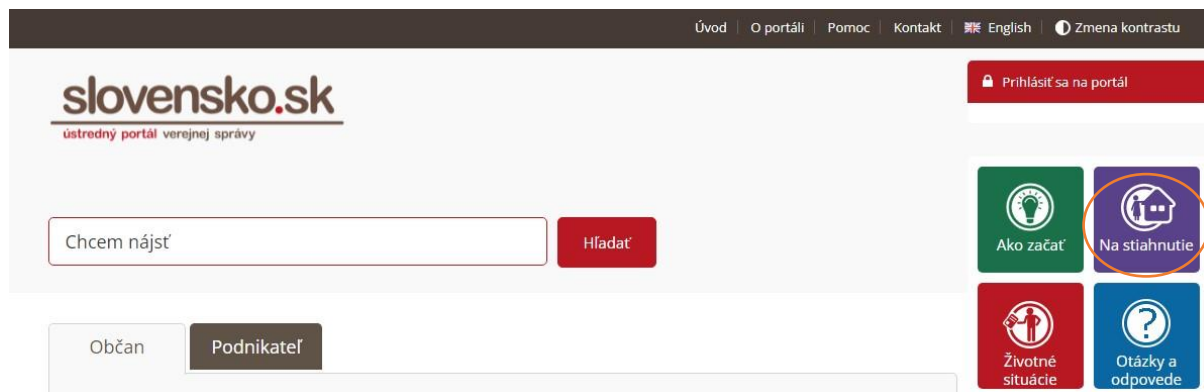 Úvod | O portáli | Pomoc | Kontakt | English | Zmena kontrastu
Prihlásiť sa na portál
slovensko.sk
ústredný portál verejnej správy
Ako začať
Na stiahnutie
Chcem nájsť
Hľadať
Životné
situácie
Otázky a
odpovede
Občan
Podnikateľ